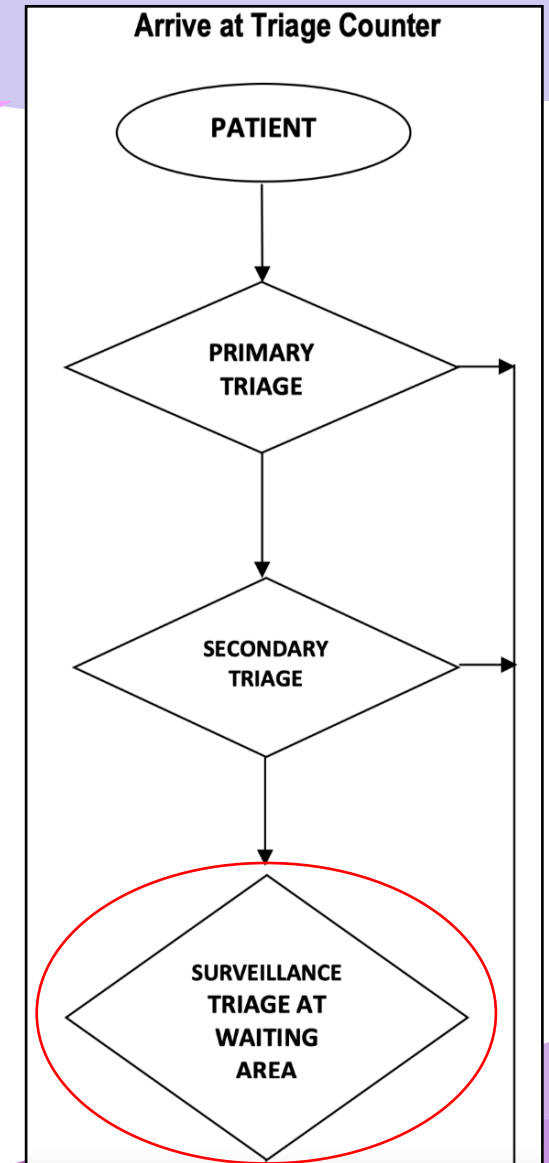 Arrive at Triage Counter
PATIENT
PRIMARY
TRIAGE
SECONDARY
TRIAGE
SURVEILLANCE
TRIAGE AT
WAITING
AREA